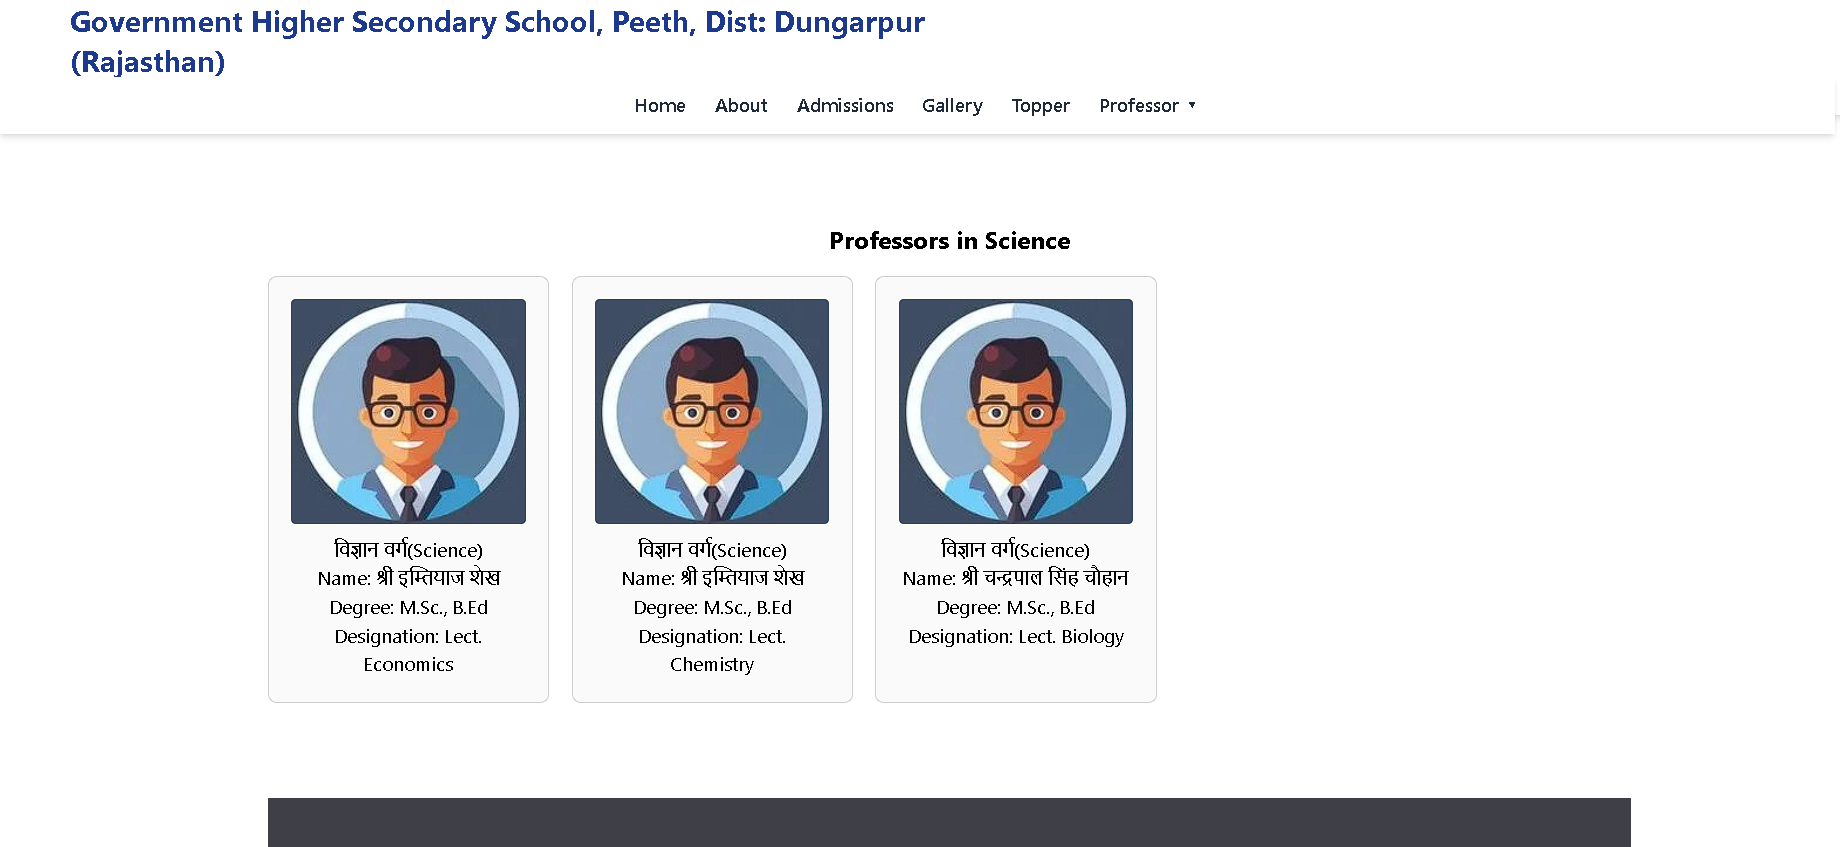 Government Higher Secondary School, Peeth, Dist: Dungarpur
(Rajasthan)
Home About Admissions Gallery Topper Professor ▼
Professors in Science
विज्ञान वर्ग(Science)
Name: श्री इम्तियाज शेख
Degree: M.Sc., B.Ed
Designation: Lect.
Economics
विज्ञान वर्ग(Science)
Name: श्री इम्तियाज शेख
Degree: M.Sc., B.Ed
Designation: Lect.
Chemistry
विज्ञान वर्ग(Science)
Name: श्री चन्द्रपाल सिंह चौहान
Degree: M.Sc., B.Ed
Designation: Lect. Biology